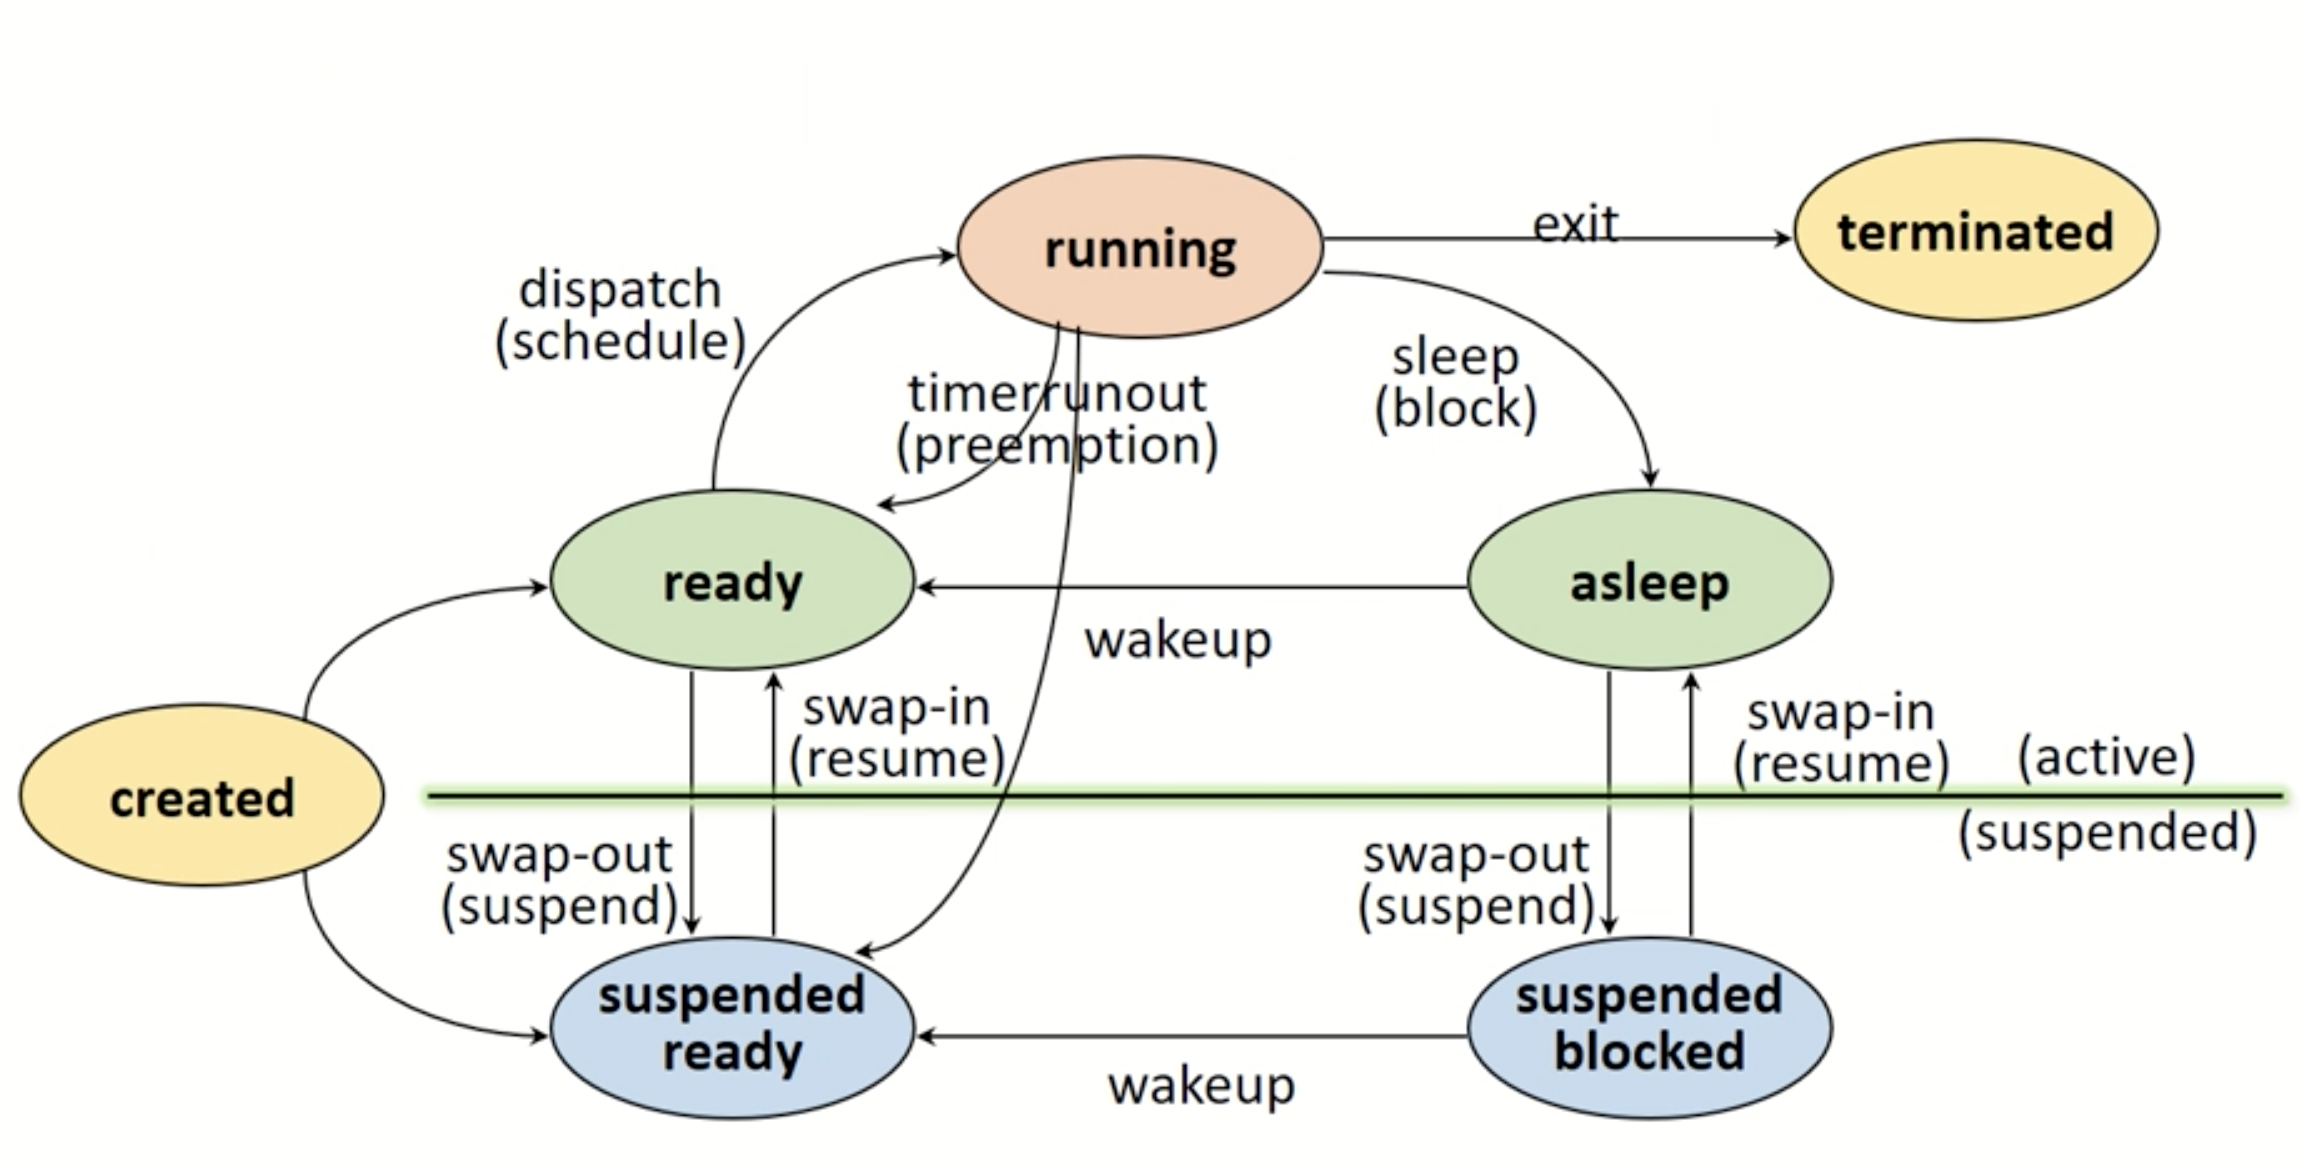 exit
running
terminated
dispatch
(schedule)
sleep
(block)
timerrunout
(preemption)
ready
asleep
wakeup
swap-in
(resume)
swap-in
(resume)
(active)
created
(suspended)
swap-out
(suspend)
swap-out
(suspend)
suspended
ready
suspended
blocked
wakeup